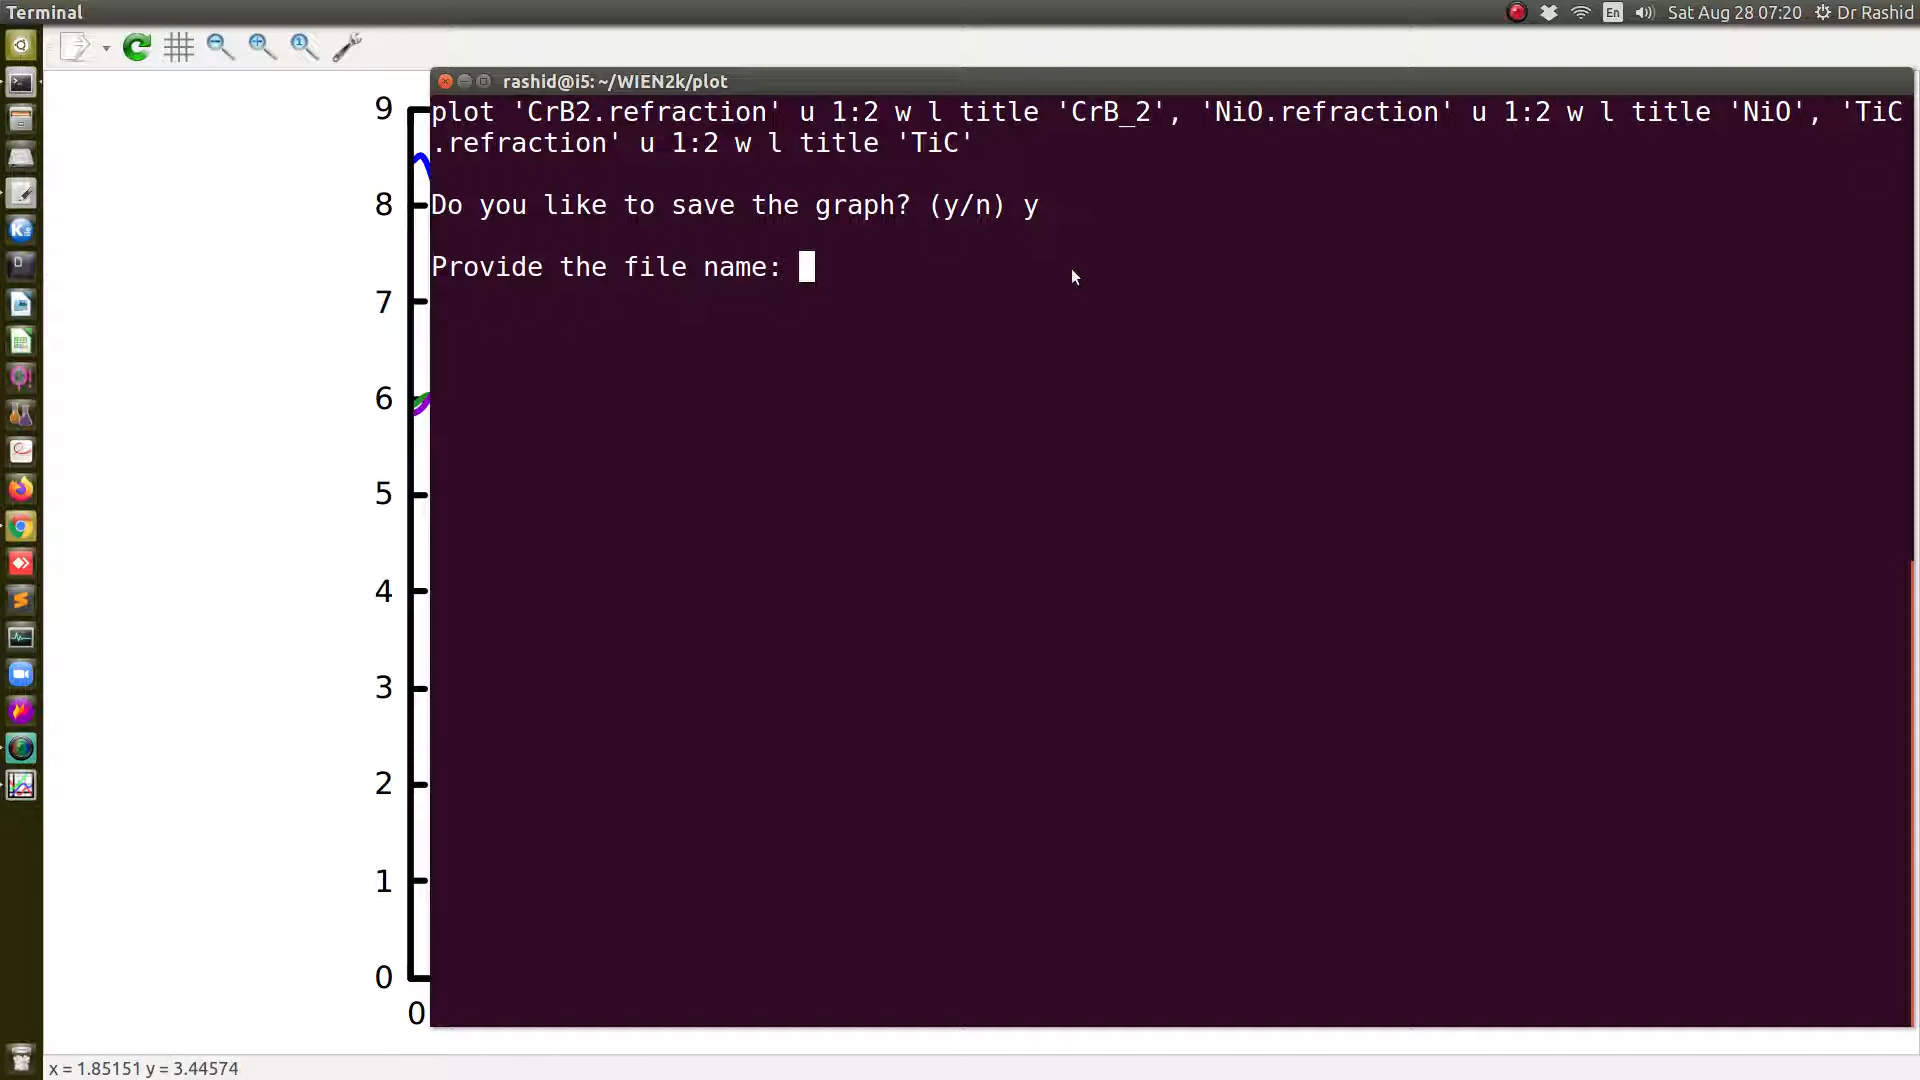 Terminal
En
Sat Aug 28 07:20
Dr Rashid
rashid@i5: ~/WIEN2k/plot
plot 'CrB2.refraction' u 1:2 w l title 'CrB_2', 'NiO.refraction' u 1:2 w l title 'NiO', 'TiC
.refraction' u 1:2 w l title 'TiC'
Do you like to save the graph? (y/n) y
Provide the file name:
9
8
7
6
5
4
3
2
1
0
0
x = 1.85151 y = 3.44574